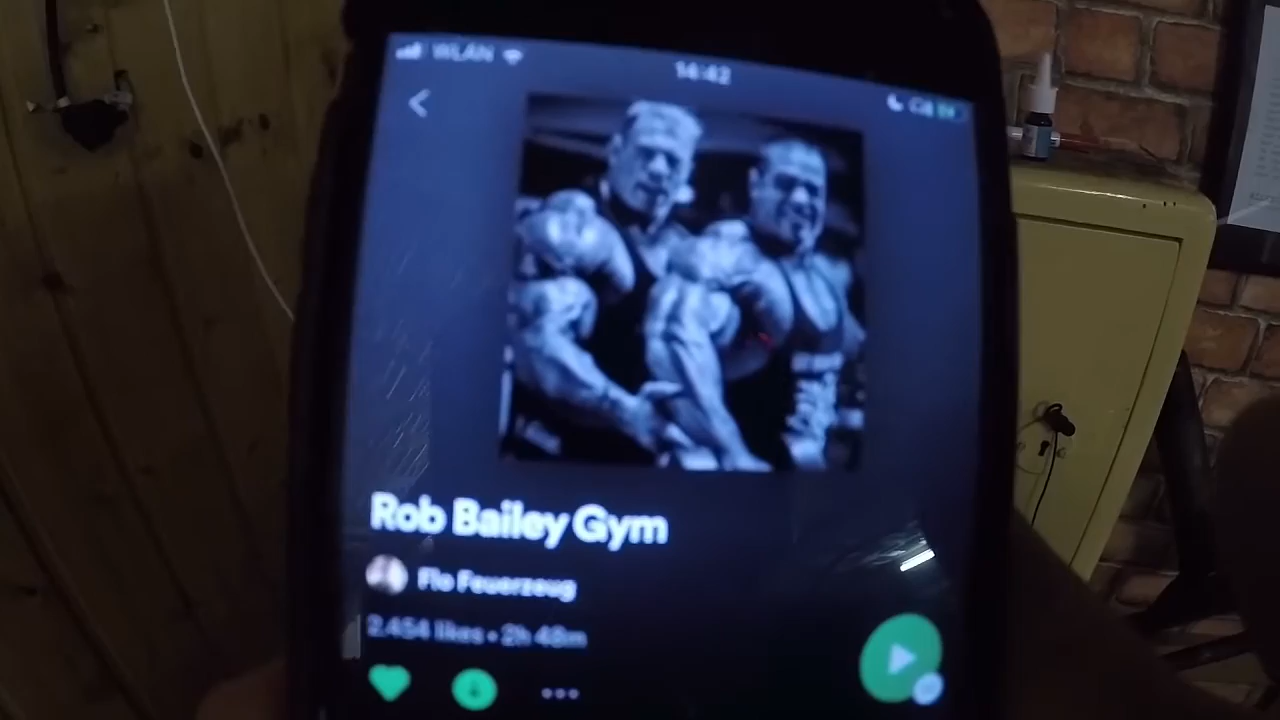 WLAN
14:42
Rob Bailey Gym
Flo Feuerzeug
2.454 likes • 2h 48m